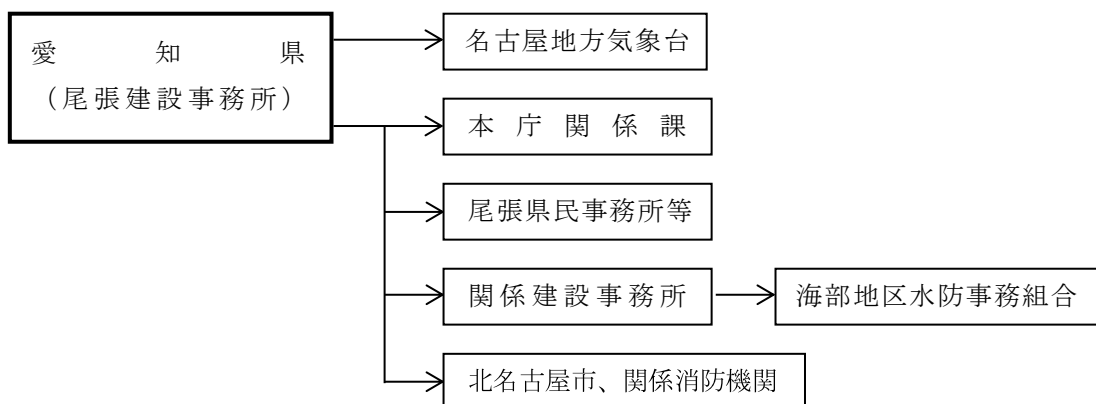 愛知県
（尾張建設事務所）
名古屋地方気象台
本庁関係課
尾張県民事務所等
関係建設事務所
海部地区水防事務組合
北名古屋市、関係消防機関